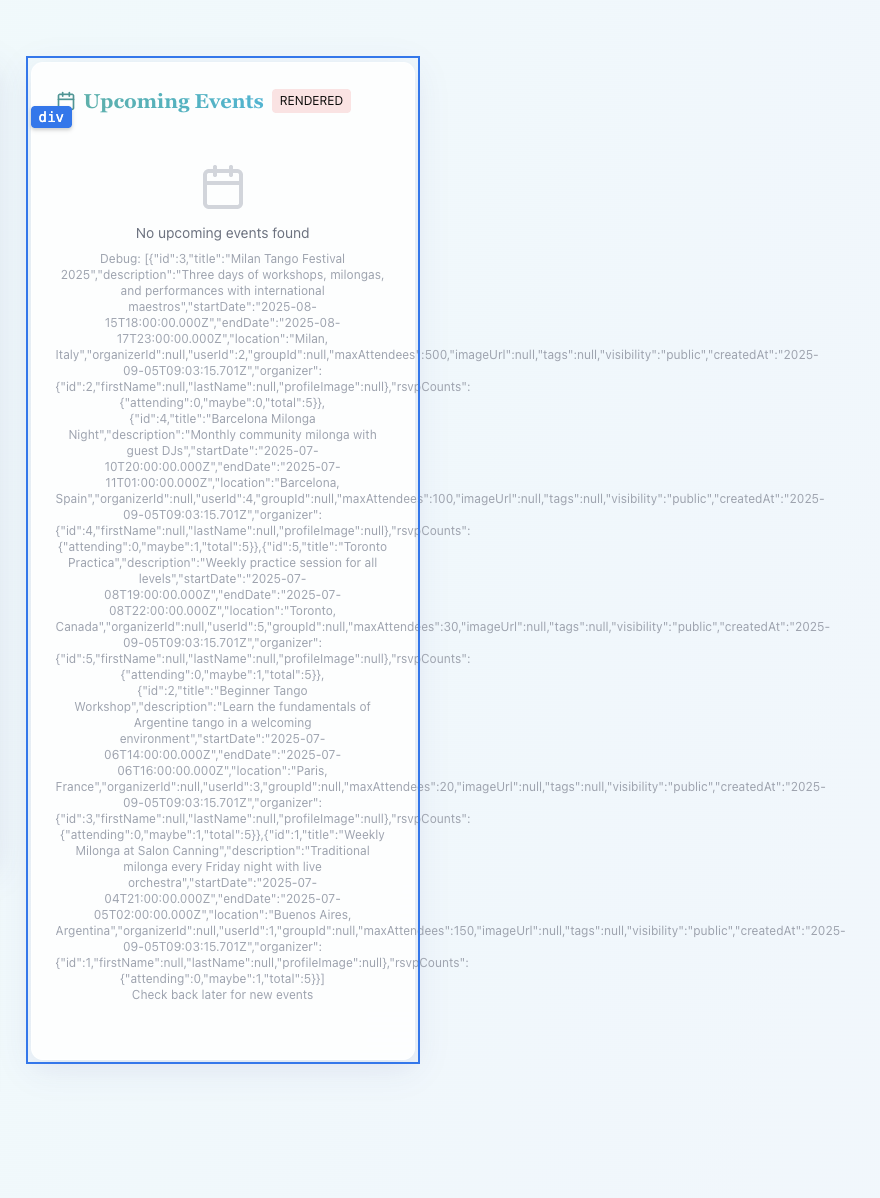 Upcoming Events RENDERED
div
No upcoming events found
Debug: [{"id":3,"title":"Milan Tango Festival
2025","description":"Three days of workshops, milongas,
and performances with international
maestros","startDate":"2025-08-
15T18:00:00.000Z","endDate":"2025-08-
17T23:00:00.000Z","location":"Milan,
Italy","organizerId":null,"userId":2,"groupId":null,"maxAttendees":500,"imageUrl":null,"tags":null,"visibility":"public","createdAt":"2025-
09-05T09:03:15.701Z","organizer":
{"id":2,"firstName":null,"lastName":null,"profileImage":null},"rsvpCounts":
{"attending":0,"maybe":0,"total":5}},
{"id":4,"title":"Barcelona Milonga
Night","description":"Monthly community milonga with
guest DJs","startDate":"2025-07-
10T20:00:00.000Z","endDate":"2025-07-
11T01:00:00.000Z","location":"Barcelona,
Spain","organizerId":null,"userId":4,"groupId":null,"maxAttendees":100,"imageUrl":null,"tags":null,"visibility":"public","createdAt":"2025-
09-05T09:03:15.701Z","organizer":
{"id":4,"firstName":null,"lastName":null,"profileImage":null},"rsvpCounts":
{"attending":0,"maybe":1,"total":5}},{"id":5,"title":"Toronto
Practica","description":"Weekly practice session for all
levels","startDate":"2025-07-
08T19:00:00.000Z","endDate":"2025-07-
08T22:00:00.000Z","location":"Toronto,
Canada","organizerId":null,"userId":5,"groupId":null,"maxAttendees":30,"imageUrl":null,"tags":null,"visibility":"public","createdAt":"2025-
09-05T09:03:15.701Z","organizer":
{"id":5,"firstName":null,"lastName":null,"profileImage":null},"rsvpCounts":
{"attending":0,"maybe":1,"total":5}},
{"id":2,"title":"Beginner Tango
Workshop","description":"Learn the fundamentals of
Argentine tango in a welcoming
environment","startDate":"2025-07-
06T14:00:00.000Z","endDate":"2025-07-
06T16:00:00.000Z","location":"Paris,
France","organizerId":null,"userId":3,"groupId":null,"maxAttendees":20,"imageUrl":null,"tags":null,"visibility":"public","createdAt":"2025-
09-05T09:03:15.701Z","organizer":
{"id":3,"firstName":null,"lastName":null,"profileImage":null},"rsvpCounts":
{"attending":0,"maybe":1,"total":5}},{"id":1,"title":"Weekly
Milonga at Salon Canning","description":"Traditional
milonga every Friday night with live
orchestra","startDate":"2025-07-
04T21:00:00.000Z","endDate":"2025-07-
05T02:00:00.000Z","location":"Buenos Aires,
Argentina","organizerId":null,"userId":1,"groupId":null,"maxAttendees":150,"imageUrl":null,"tags":null,"visibility":"public","createdAt":"2025-
09-05T09:03:15.701Z","organizer":
{"id":1,"firstName":null,"lastName":null,"profileImage":null},"rsvpCounts":
{"attending":0,"maybe":1,"total":5}}]
Check back later for new events